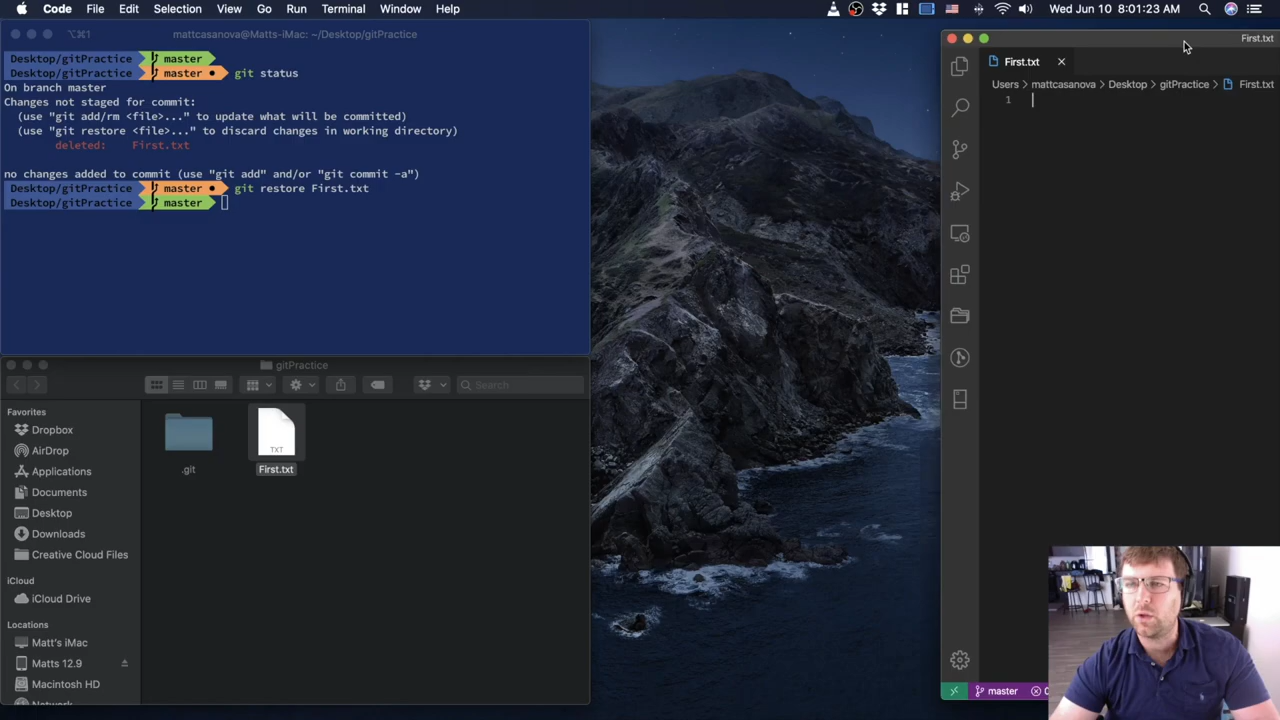 Code File Edit Selection View Go Run Terminal Window Help Wed Jun 10 8:01:23 AM
⌥⌘1 mattcasanova@Matts-iMac: ~/Desktop/gitPractice
Desktop/gitPractice master
Desktop/gitPractice master ● git status
On branch master
Changes not staged for commit:
(use "git add/rm <file>..." to update what will be committed)
(use "git restore <file>..." to discard changes in working directory)
deleted: First.txt
no changes added to commit (use "git add" and/or "git commit -a")
Desktop/gitPractice master ● git restore First.txt
Desktop/gitPractice master
First.txt
First.txt
Users > mattcasanova > Desktop > gitPractice > First.txt
1
gitPractice
Search
Favorites
Dropbox
AirDrop
Applications
Documents
Desktop
Downloads
Creative Cloud Files
iCloud
iCloud Drive
Locations
Matt's iMac
Matts 12.9
Macintosh HD
Network
TXT
.git
First.txt
master 0